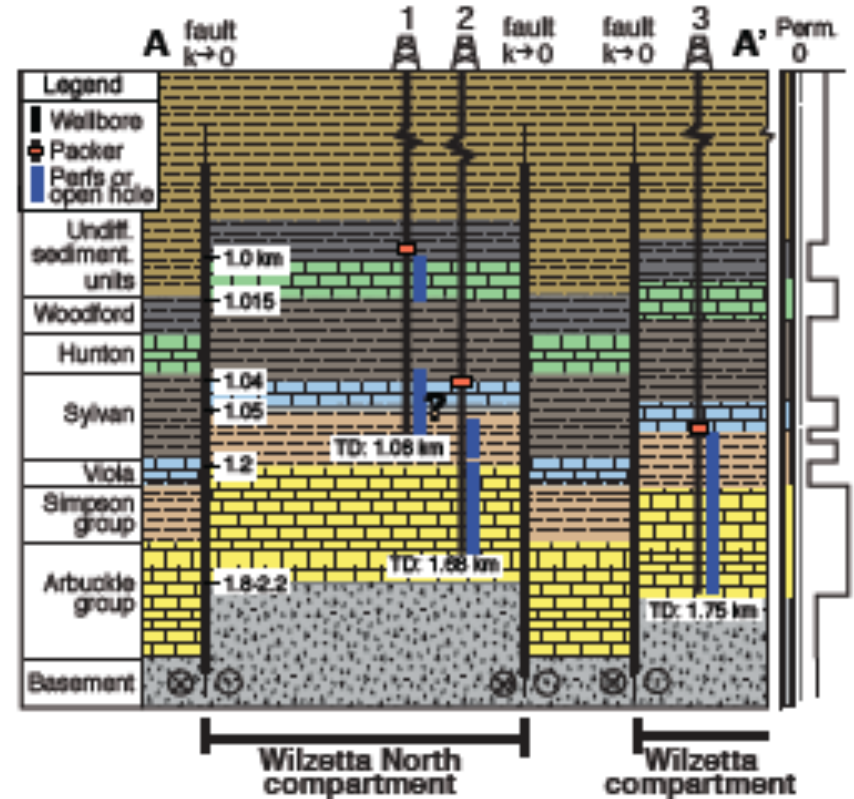 A
fault
k→0
1
2
fault
k→0
fault
k→0
3
A'
Perm.
0
Legend
Wellbore
Packer
Perfs or
open hole
Undiff.
sediment.
units
Woodford
Hunton
Sylvan
Viola
Simpson
group
Arbuckle
group
Basement
1.0 km
1.015
1.04
1.05
?
TD: 1.06 km
1.2
TD: 1.66 km
1.8-2.2
TD: 1.75 km
Wilzetta North
compartment
Wilzetta
compartment